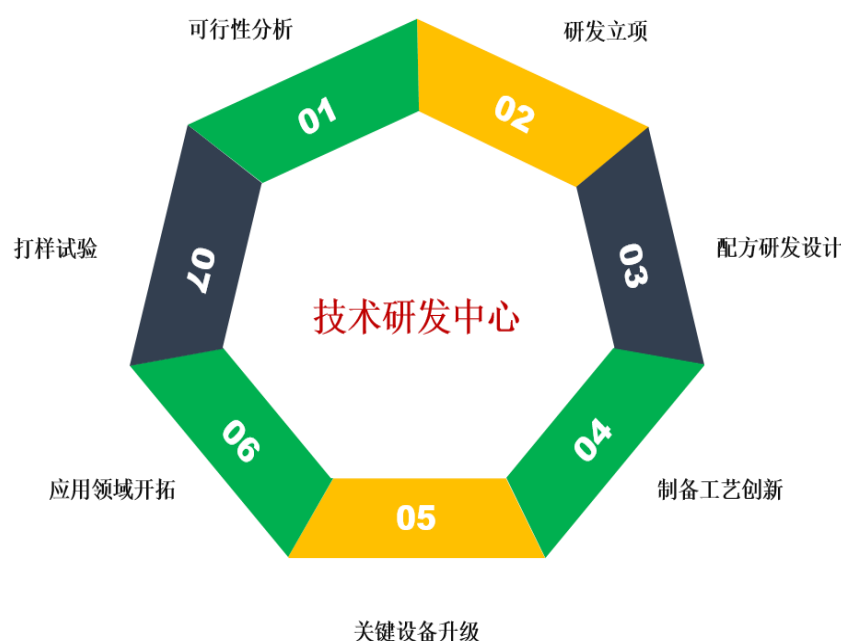 可行性分析
研发立项
01
02
打样试验
07
03
配方研发设计
技术研发中心
06
04
应用领域开拓
制备工艺创新
05
关键设备升级